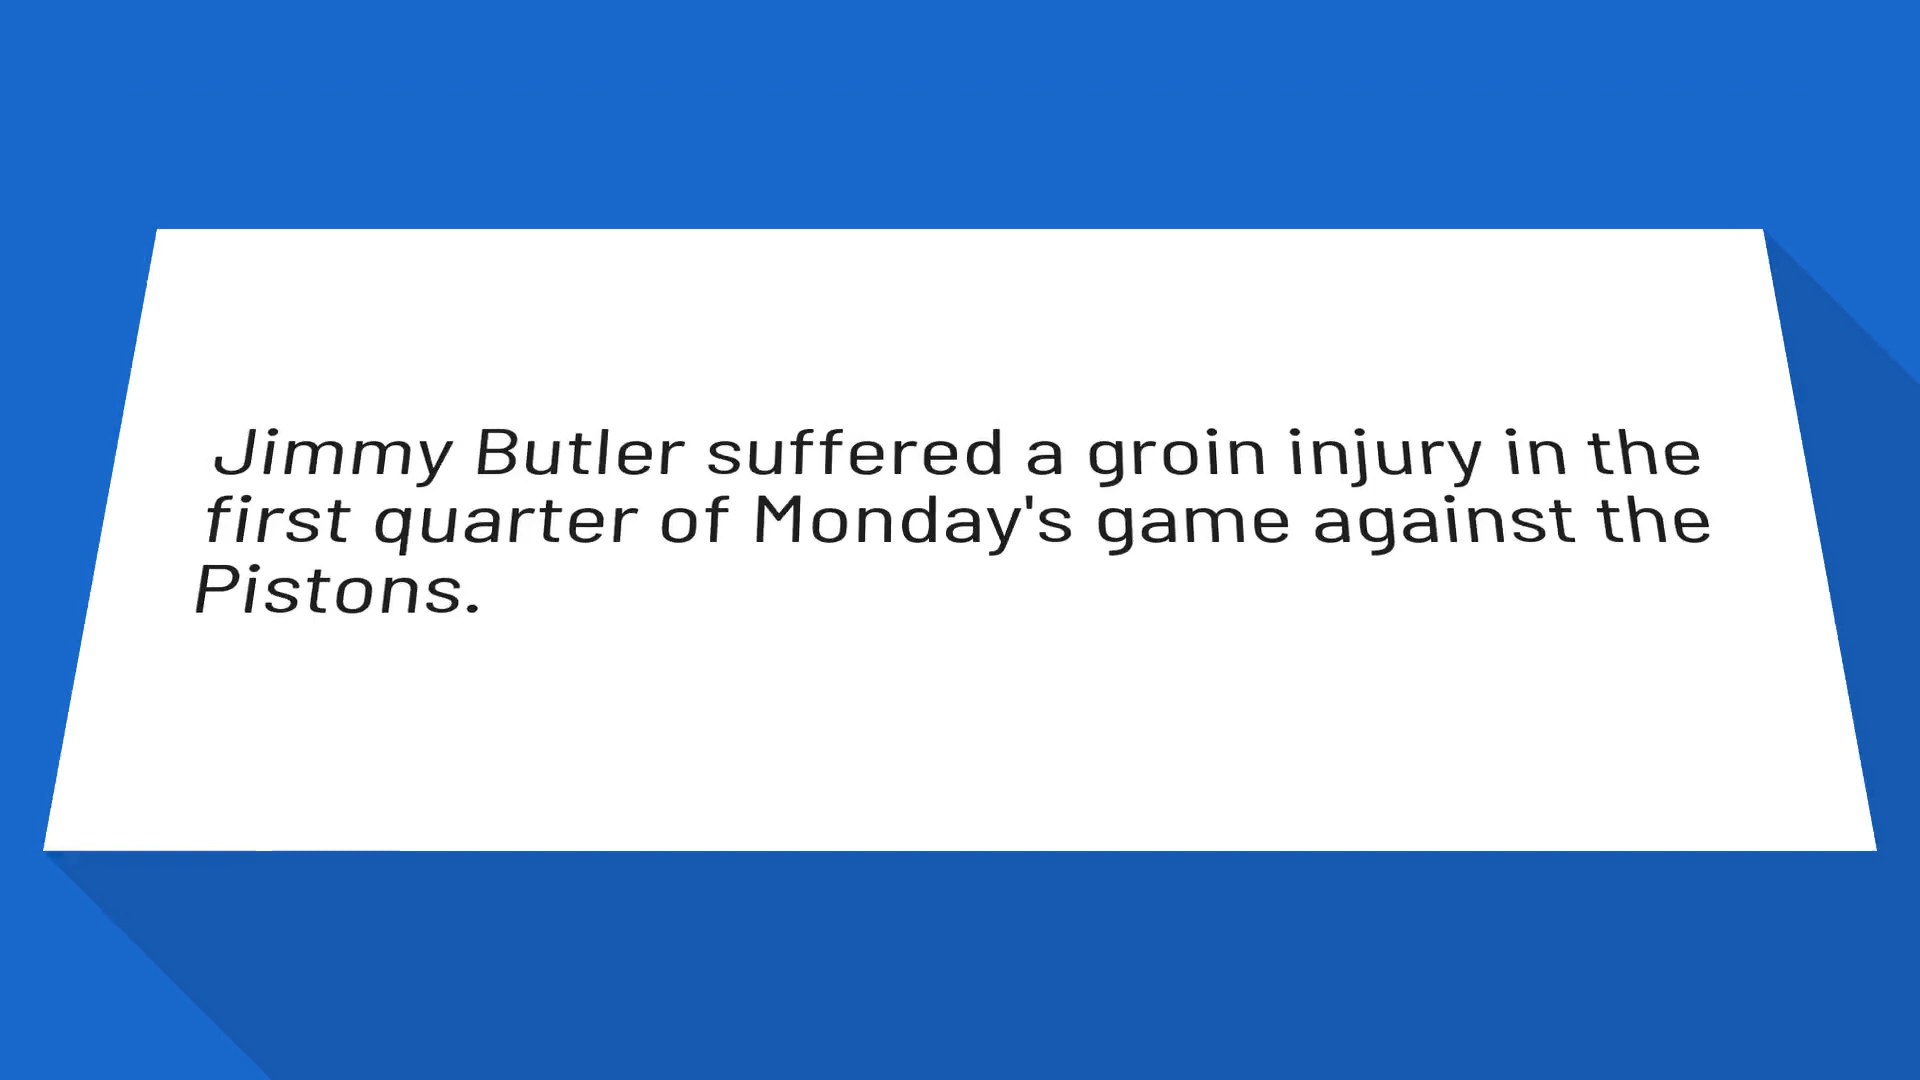 Jimmy Butler suffered a groin injury in the
first quarter of Monday's game against the
Pistons.